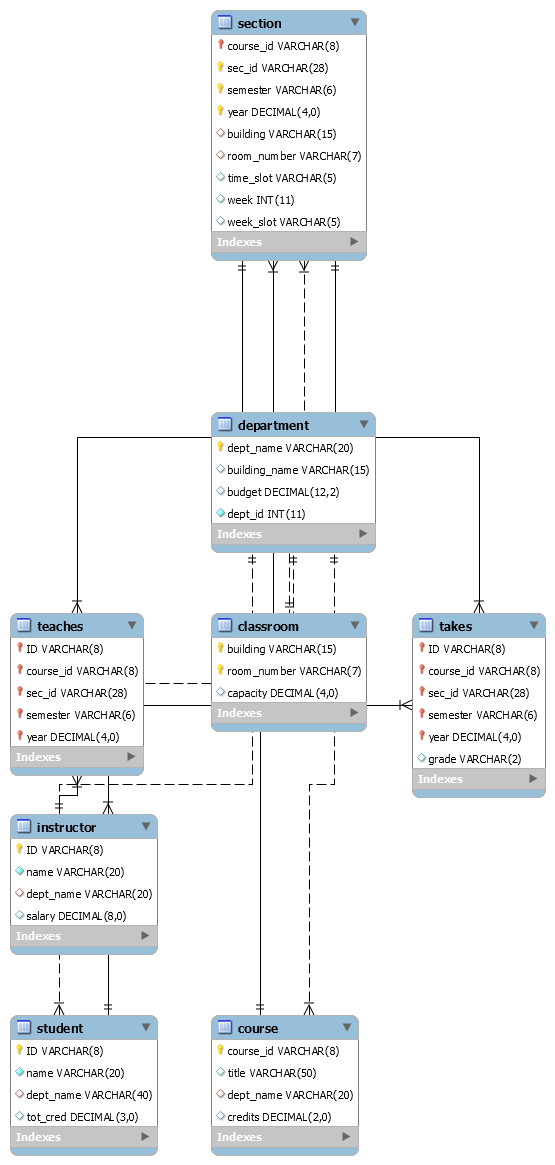 section
course_id VARCHAR(8)
sec_id VARCHAR(28)
semester VARCHAR(6)
year DECIMAL(4,0)
building VARCHAR(15)
room_number VARCHAR(7)
time_slot VARCHAR(5)
week INT(11)
week_slot VARCHAR(5)
Indexes
department
dept_name VARCHAR(20)
building_name VARCHAR(15)
budget DECIMAL(12,2)
dept_id INT(11)
Indexes
teaches
ID VARCHAR(8)
course_id VARCHAR(8)
sec_id VARCHAR(28)
semester VARCHAR(6)
year DECIMAL(4,0)
Indexes
classroom
building VARCHAR(15)
room_number VARCHAR(7)
capacity DECIMAL(4,0)
Indexes
takes
ID VARCHAR(8)
course_id VARCHAR(8)
sec_id VARCHAR(28)
semester VARCHAR(6)
year DECIMAL(4,0)
grade VARCHAR(2)
Indexes
instructor
ID VARCHAR(8)
name VARCHAR(20)
dept_name VARCHAR(20)
salary DECIMAL(8,0)
Indexes
student
ID VARCHAR(8)
name VARCHAR(20)
dept_name VARCHAR(40)
tot_cred DECIMAL(3,0)
Indexes
course
course_id VARCHAR(8)
title VARCHAR(50)
dept_name VARCHAR(20)
credits DECIMAL(2,0)
Indexes